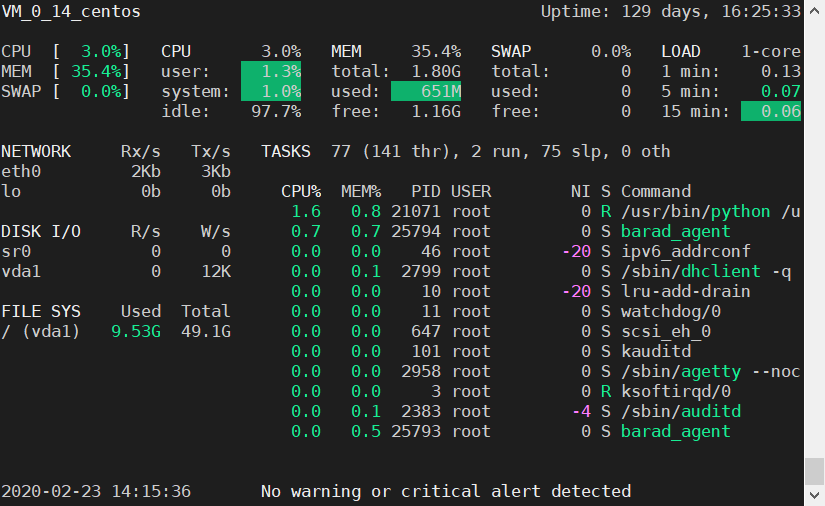 VM_0_14_centos Uptime: 129 days, 16:25:33
CPU [ 3.0%] CPU 3.0% MEM 35.4% SWAP 0.0% LOAD 1-core
MEM [ 35.4%] user: 1.3% total: 1.80G total: 0 1 min: 0.13
SWAP [ 0.0%] system: 1.0% used: 651M used: 0 5 min: 0.07
idle: 97.7% free: 1.16G free: 0 15 min: 0.06
NETWORK Rx/s Tx/s TASKS 77 (141 thr), 2 run, 75 slp, 0 oth
eth0 2Kb 3Kb
lo 0b 0b CPU% MEM% PID USER NI S Command
1.6 0.8 21071 root 0 R /usr/bin/python /u
DISK I/O R/s W/s 0.7 0.7 25794 root 0 S barad_agent
sr0 0 0 0.0 0.0 46 root -20 S ipv6_addrconf
vda1 0 12K 0.0 0.1 2799 root 0 S /sbin/dhclient -q
0.0 0.0 10 root -20 S lru-add-drain
FILE SYS Used Total 0.0 0.0 11 root 0 S watchdog/0
/ (vda1) 9.53G 49.1G 0.0 0.0 647 root 0 S scsi_eh_0
0.0 0.0 101 root 0 S kauditd
0.0 0.0 2958 root 0 S /sbin/agetty --noc
0.0 0.0 3 root 0 R ksoftirqd/0
0.0 0.1 2383 root -4 S /sbin/auditd
0.0 0.5 25793 root 0 S barad_agent
2020-02-23 14:15:36 No warning or critical alert detected